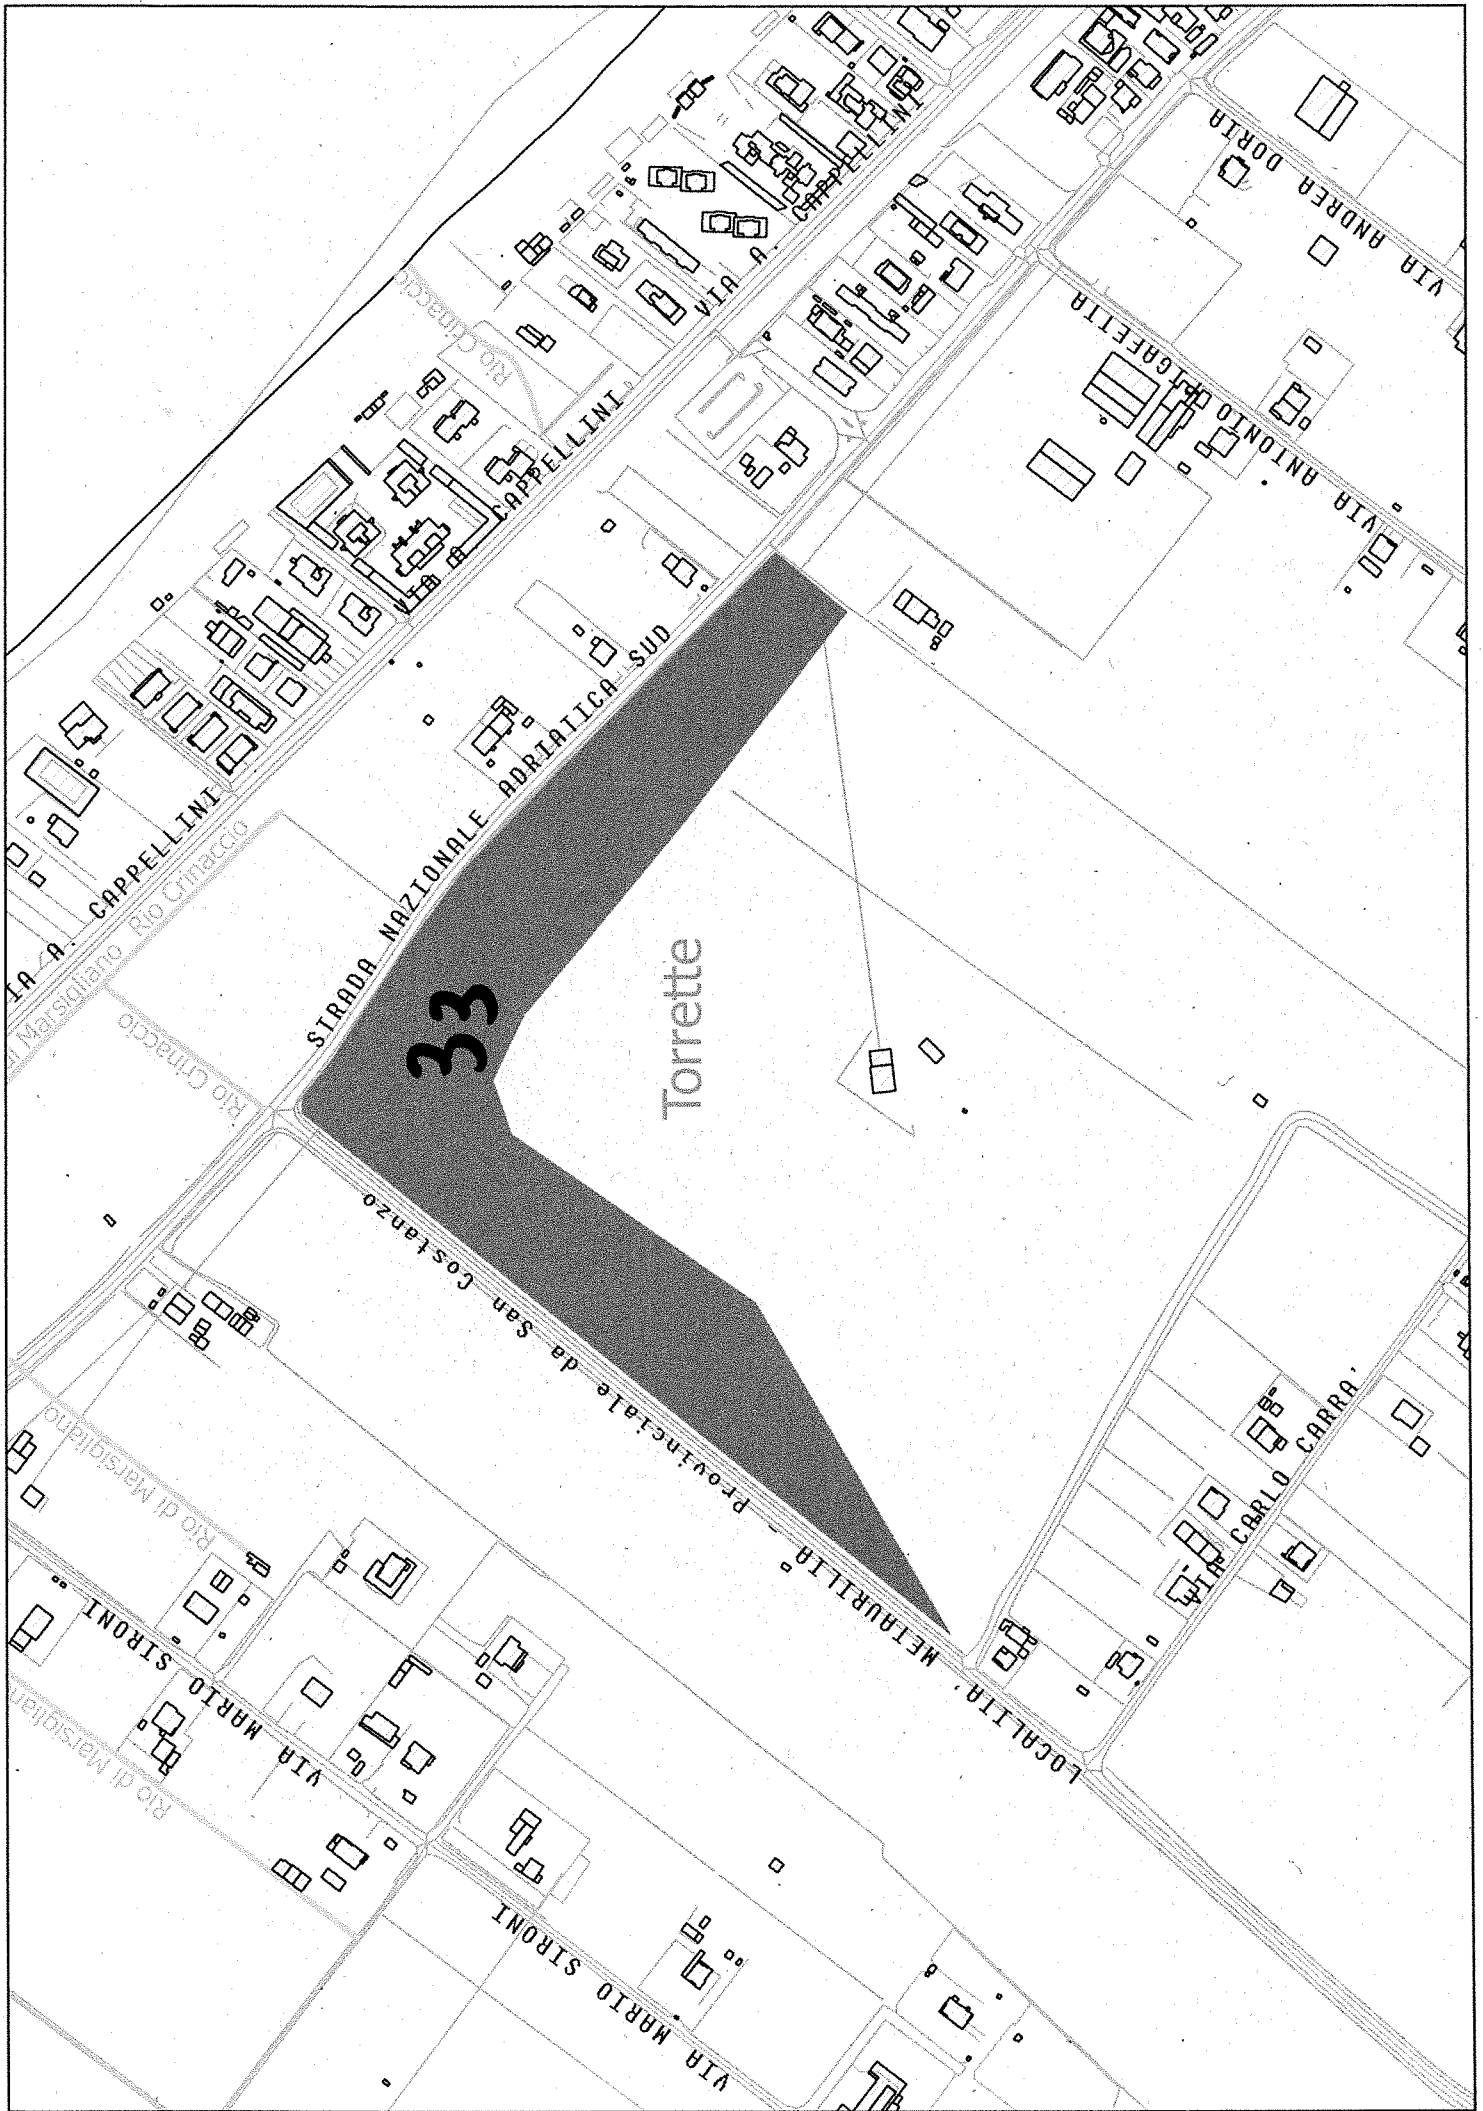 VIA A. CAPPELLINI
VIA ANDREA DORIA
VIA A.
CAPPELLINI
Rio Crinaccio
VIA ANTONIO PIGAFETTA
STRADA NAZIONALE ADRIATICA SUD
IA A. CAPPELLINI
Rio Crinaccio
Marsigliano
Rio Crinaccio
33
Torrette
Provinciale da San Costanzo
LOCALITA' METAURILIA
Rio di Marsigliano
VIA CARLO CARRA'
VIA MARIO SIRONI
Rio di Marsiglian
VIA MARIO SIRONI